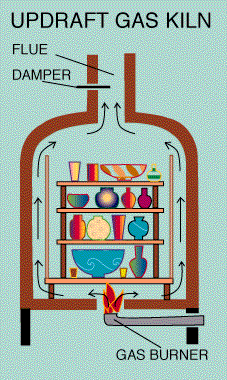 UPDRAFT GAS KILN
FLUE
DAMPER
GAS BURNER